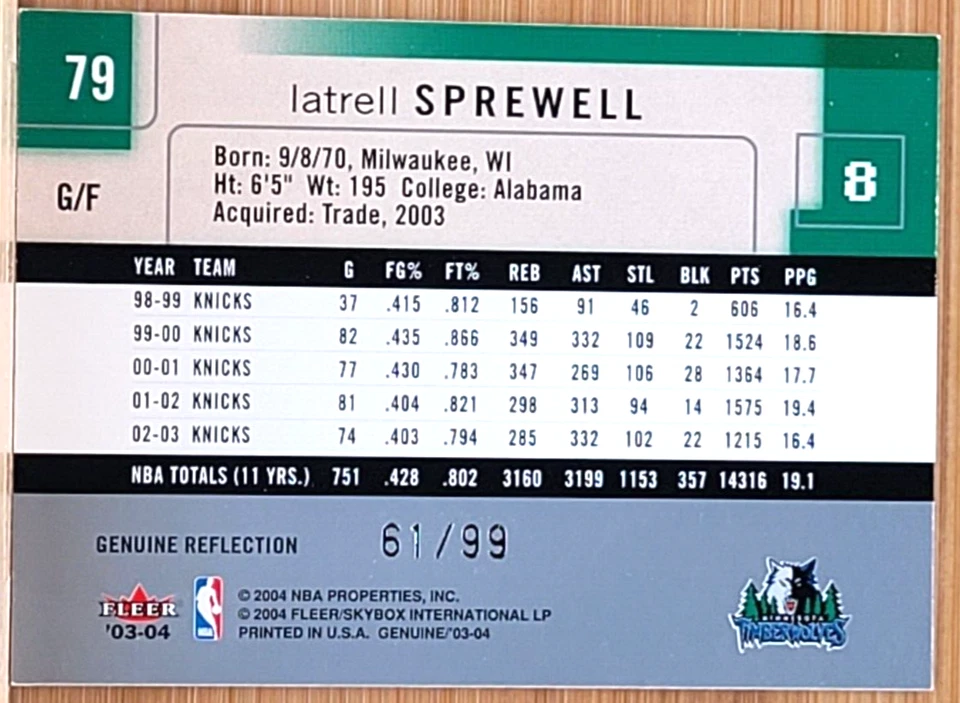 79
latrell SPREWELL
Born: 9/8/70, Milwaukee, WI
Ht: 6'5" Wt: 195 College: Alabama
Acquired: Trade, 2003
G/F
8
YEAR TEAM G FG% FT% REB AST STL BLK PTS PPG
98-99 KNICKS 37 .415 .812 156 91 46 2 606 16.4
99-00 KNICKS 82 .435 .866 349 332 109 22 1524 18.6
00-01 KNICKS 77 .430 .783 347 269 106 28 1364 17.7
01-02 KNICKS 81 .404 .821 298 313 94 14 1575 19.4
02-03 KNICKS 74 .403 .794 285 332 102 22 1215 16.4
NBA TOTALS (11 YRS.) 751 .428 .802 3160 3199 1153 357 14316 19.1
GENUINE REFLECTION 61/99
FLEER
'03-04
NBA
© 2004 NBA PROPERTIES, INC.
© 2004 FLEER/SKYBOX INTERNATIONAL LP
PRINTED IN U.S.A. GENUINE/'03-04
MINNESOTA
TIMBERWOLVES